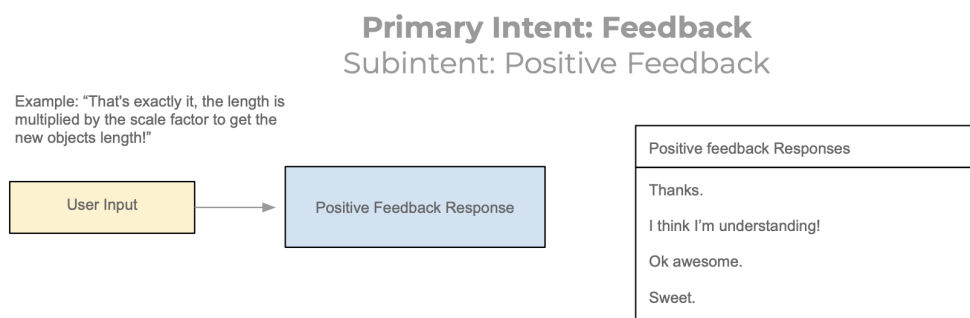 Primary Intent: Feedback
Subintent: Positive Feedback
Example: “That's exactly it, the length is
multiplied by the scale factor to get the
new objects length!”
User Input
Positive Feedback Response
Positive feedback Responses
Thanks.
I think I’m understanding!
Ok awesome.
Sweet.